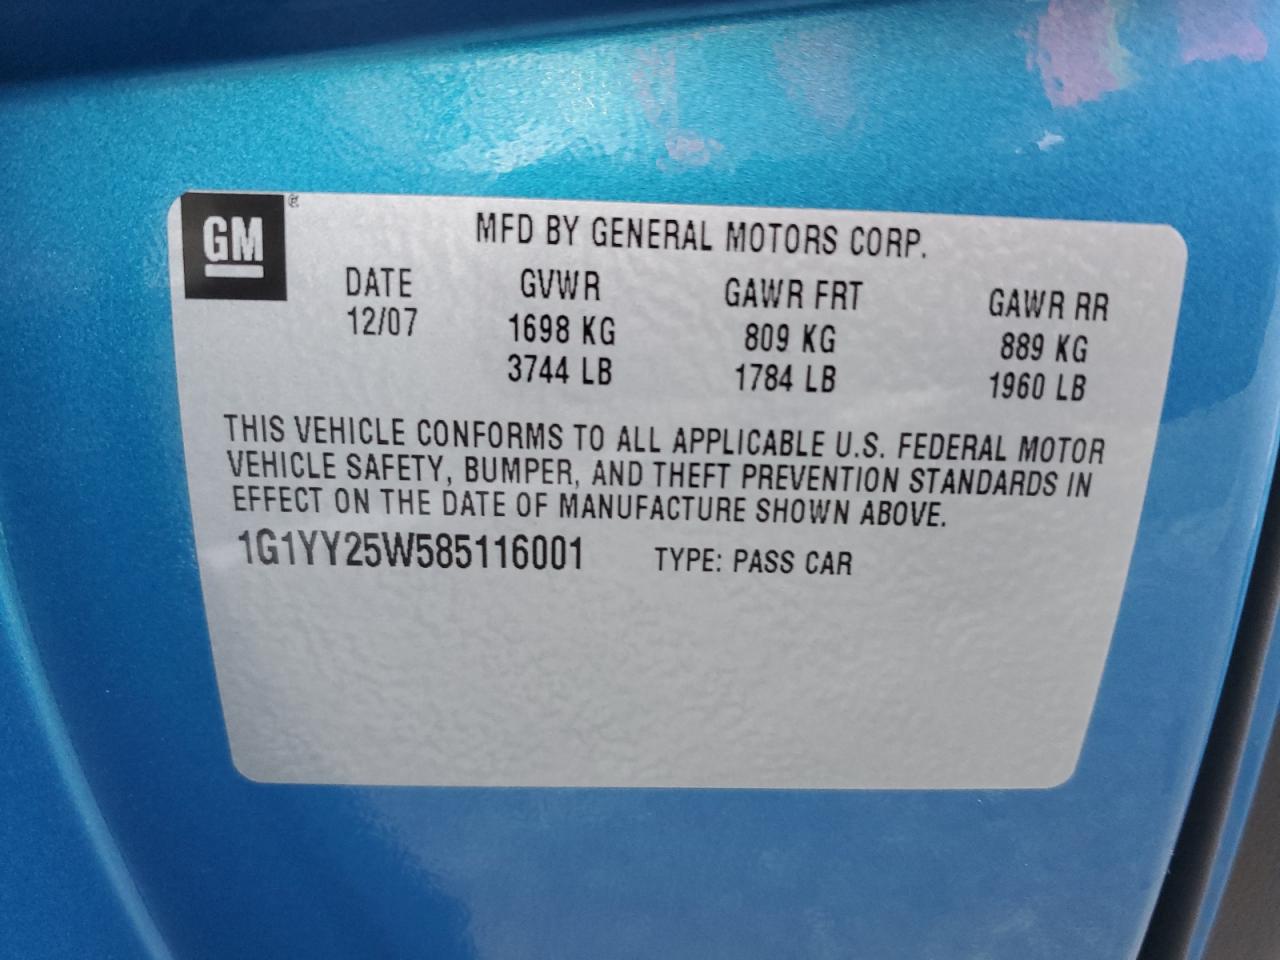 GM ®
MFD BY GENERAL MOTORS CORP.
DATE GVWR GAWR FRT GAWR RR
12/07 1698 KG 809 KG 889 KG
3744 LB 1784 LB 1960 LB
THIS VEHICLE CONFORMS TO ALL APPLICABLE U.S. FEDERAL MOTOR
VEHICLE SAFETY, BUMPER, AND THEFT PREVENTION STANDARDS IN
EFFECT ON THE DATE OF MANUFACTURE SHOWN ABOVE.
1G1YY25W585116001 TYPE: PASS CAR